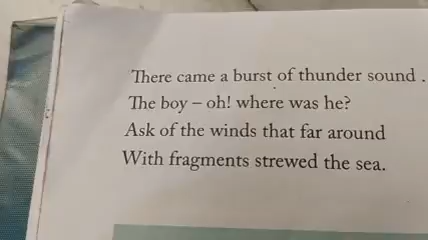 There came a burst of thunder sound .
The boy – oh! where was he?
Ask of the winds that far around
With fragments strewed the sea.